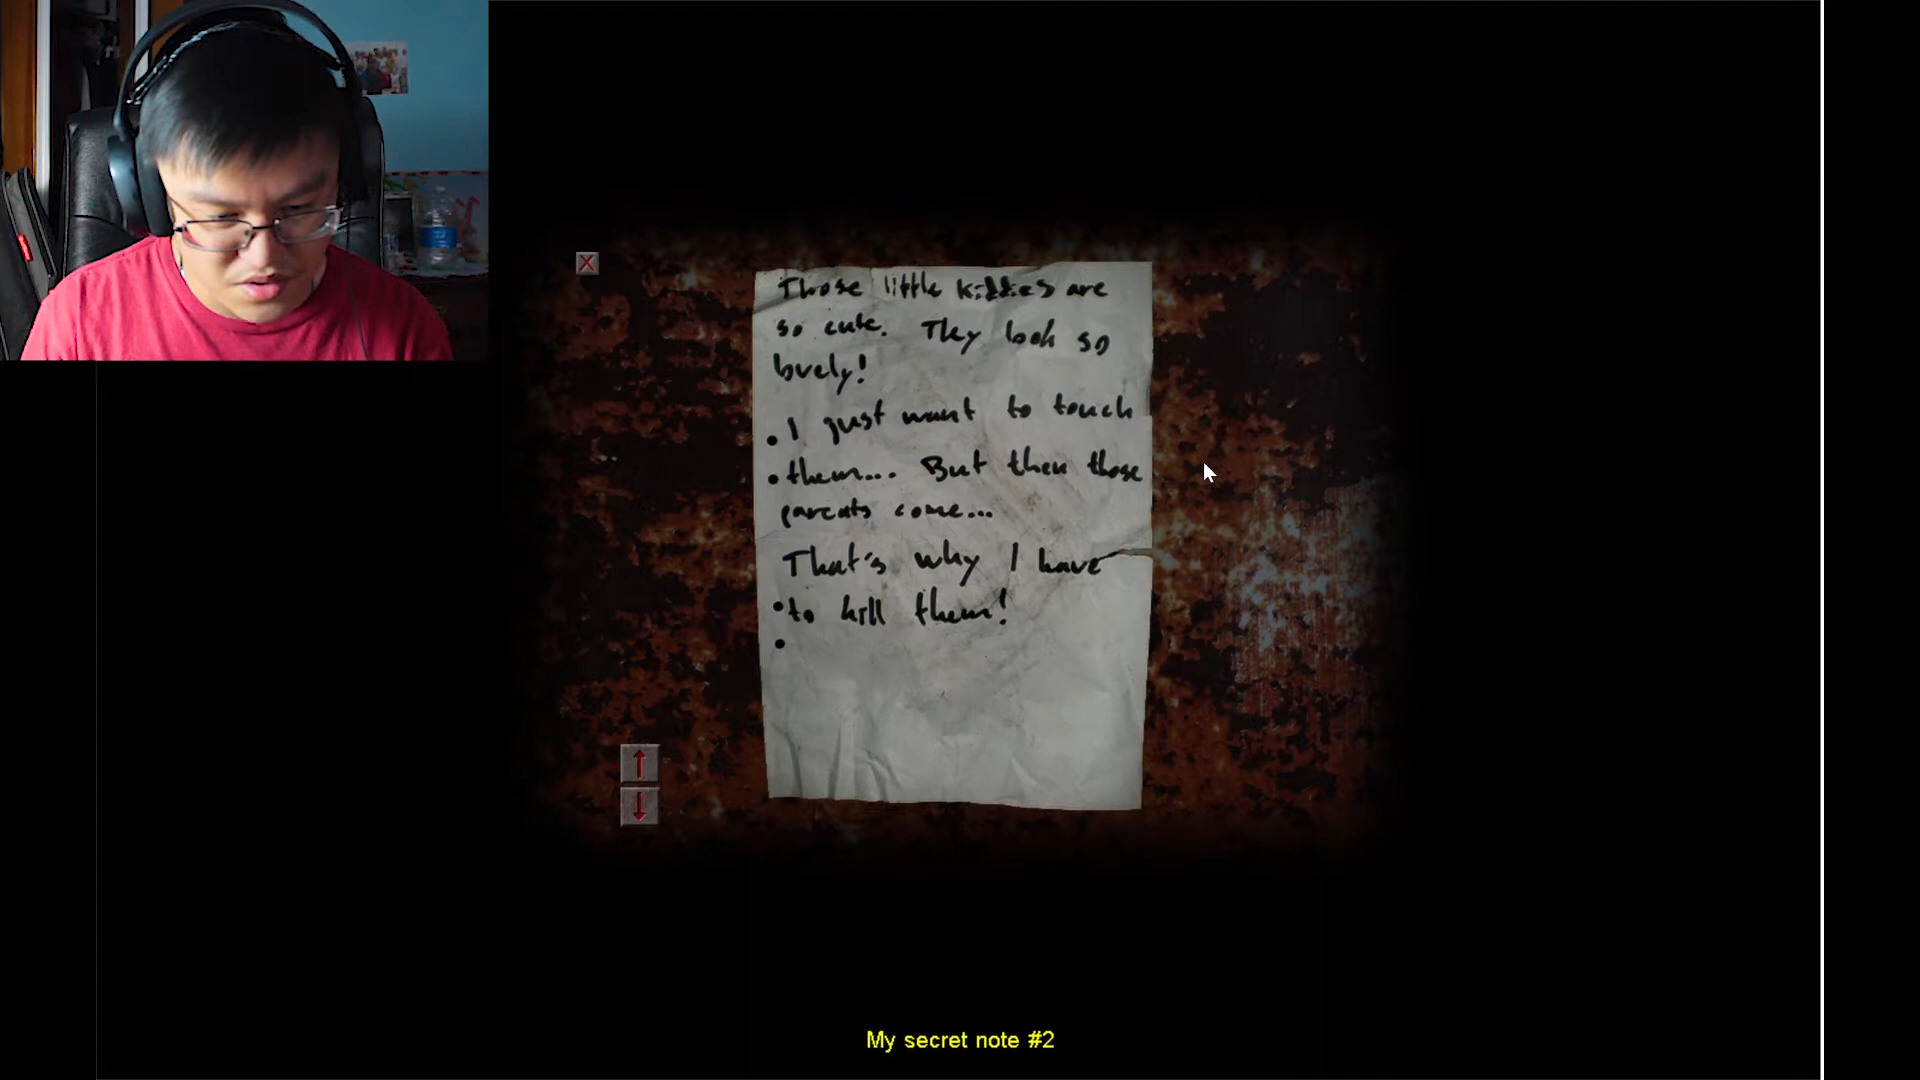 Those little kitties are
so cute. They look so
lovely!
• I just want to touch
• them... But then those
parents come...
That's why I have
• to kill them!
•
My secret note #2